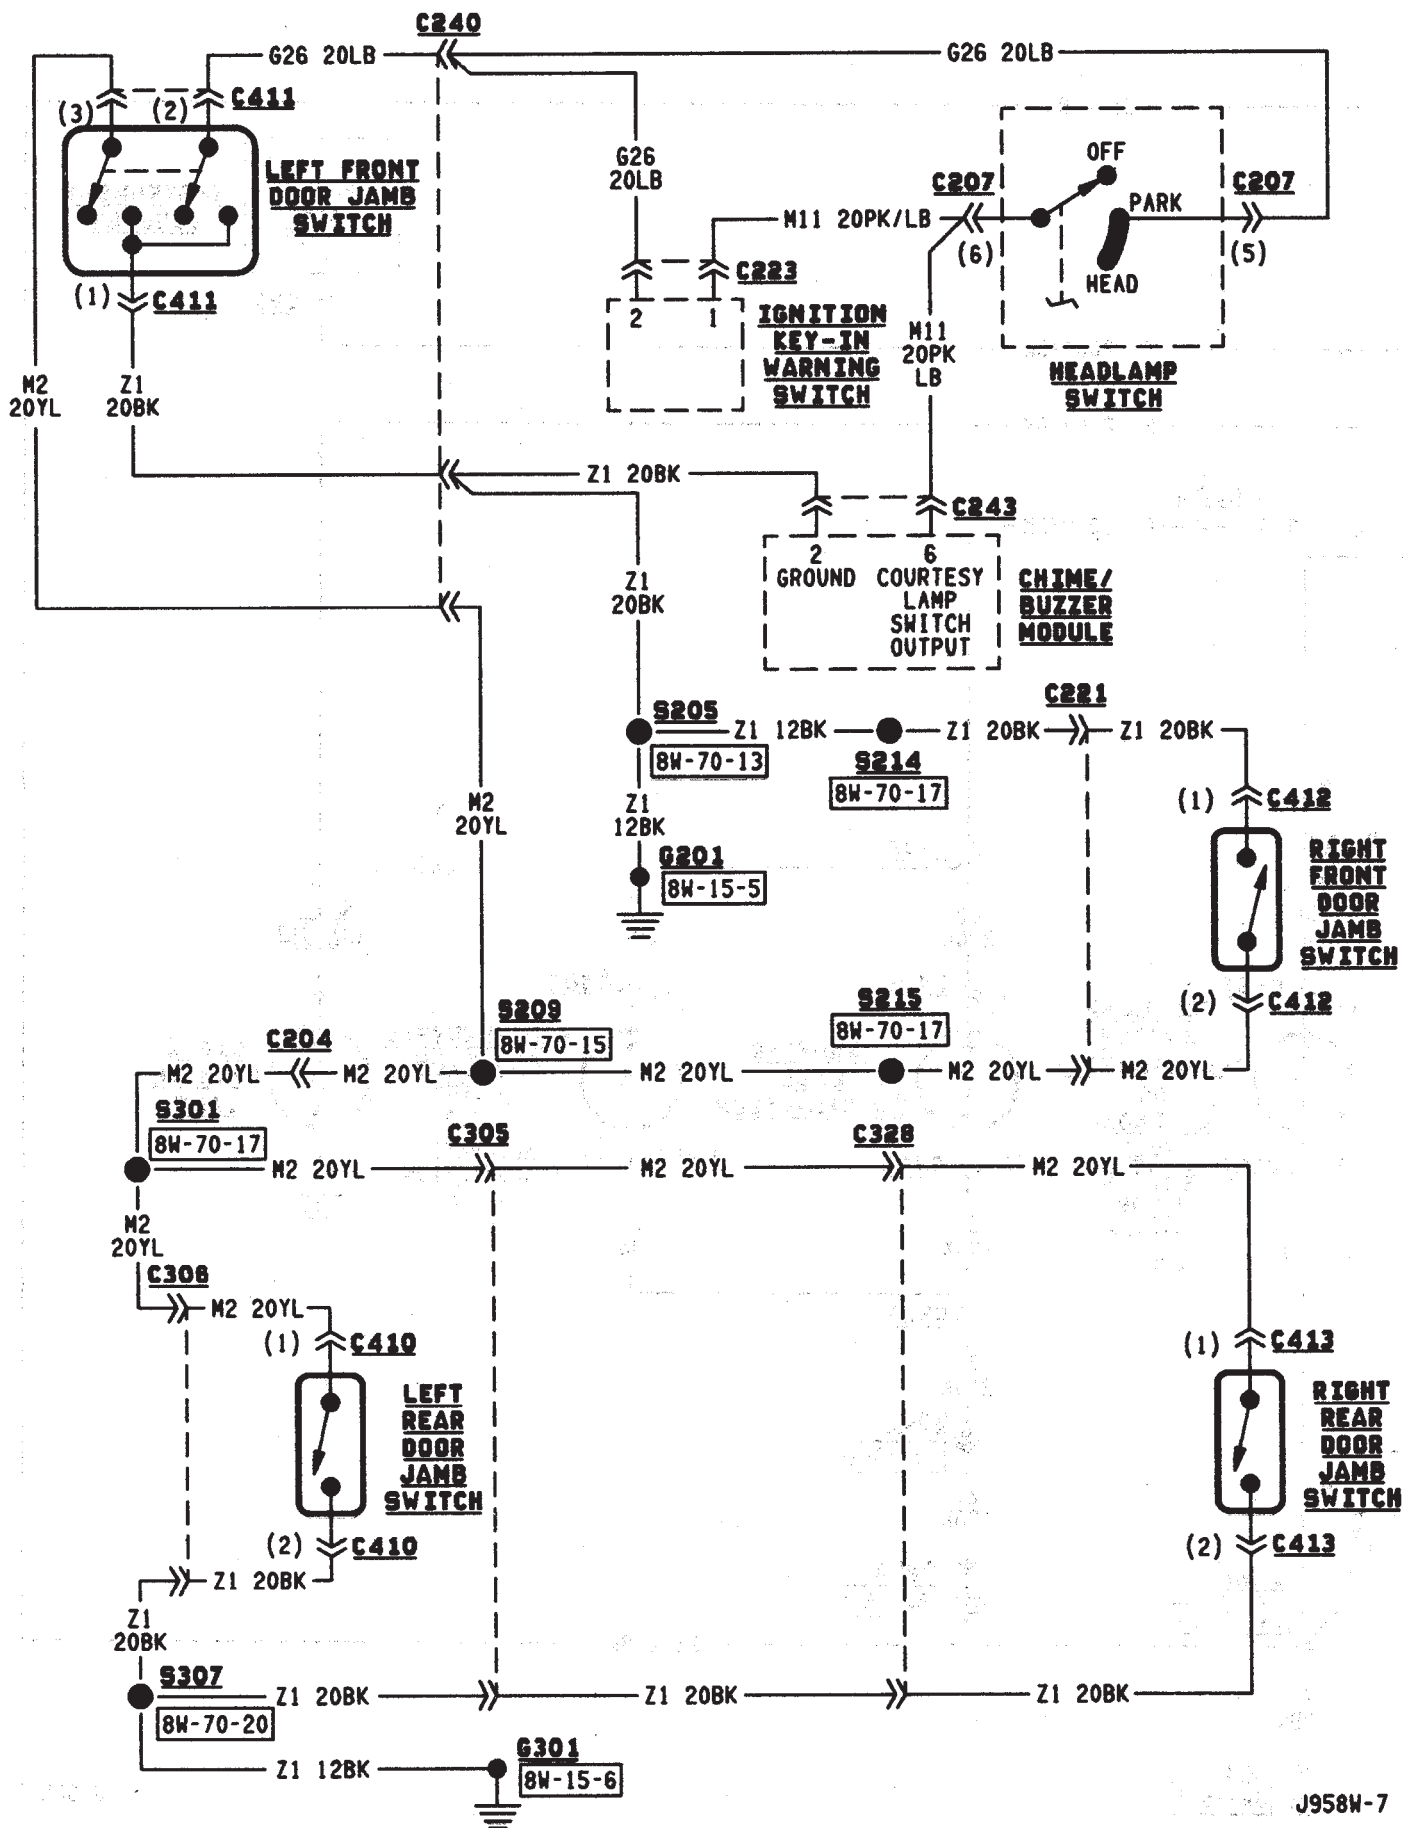 C240
G26 20LB
G26 20LB
(3)
(2)
C411
LEFT FRONT
DOOR JAMB
SWITCH
G26
20LB
OFF
C207
C207
PARK
M11 20PK/LB
(6)
(5)
HEAD
C223
(1)
C411
2
1
IGNITION
KEY-IN
WARNING
SWITCH
M11
20PK
LB
HEADLAMP
SWITCH
M2
20YL
Z1
20BK
Z1 20BK
C243
2
GROUND
6
COURTESY
LAMP
SWITCH
OUTPUT
CHIME/
BUZZER
MODULE
Z1
20BK
C221
S205
Z1 12BK
Z1 20BK
Z1 20BK
8W-70-13
S214
8W-70-17
M2
20YL
Z1
12BK
(1)
C412
G201
8W-15-5
RIGHT
FRONT
DOOR
JAMB
SWITCH
S209
8W-70-15
S215
8W-70-17
(2)
C412
C204
M2 20YL
M2 20YL
M2 20YL
M2 20YL
M2 20YL
S301
8W-70-17
C305
C328
M2 20YL
M2 20YL
M2 20YL
M2
20YL
C306
M2 20YL
(1)
C410
(1)
C413
LEFT
REAR
DOOR
JAMB
SWITCH
RIGHT
REAR
DOOR
JAMB
SWITCH
(2)
C410
(2)
C413
Z1 20BK
Z1
20BK
S307
Z1 20BK
Z1 20BK
Z1 20BK
8W-70-20
G301
Z1 12BK
8W-15-6
J958W-7